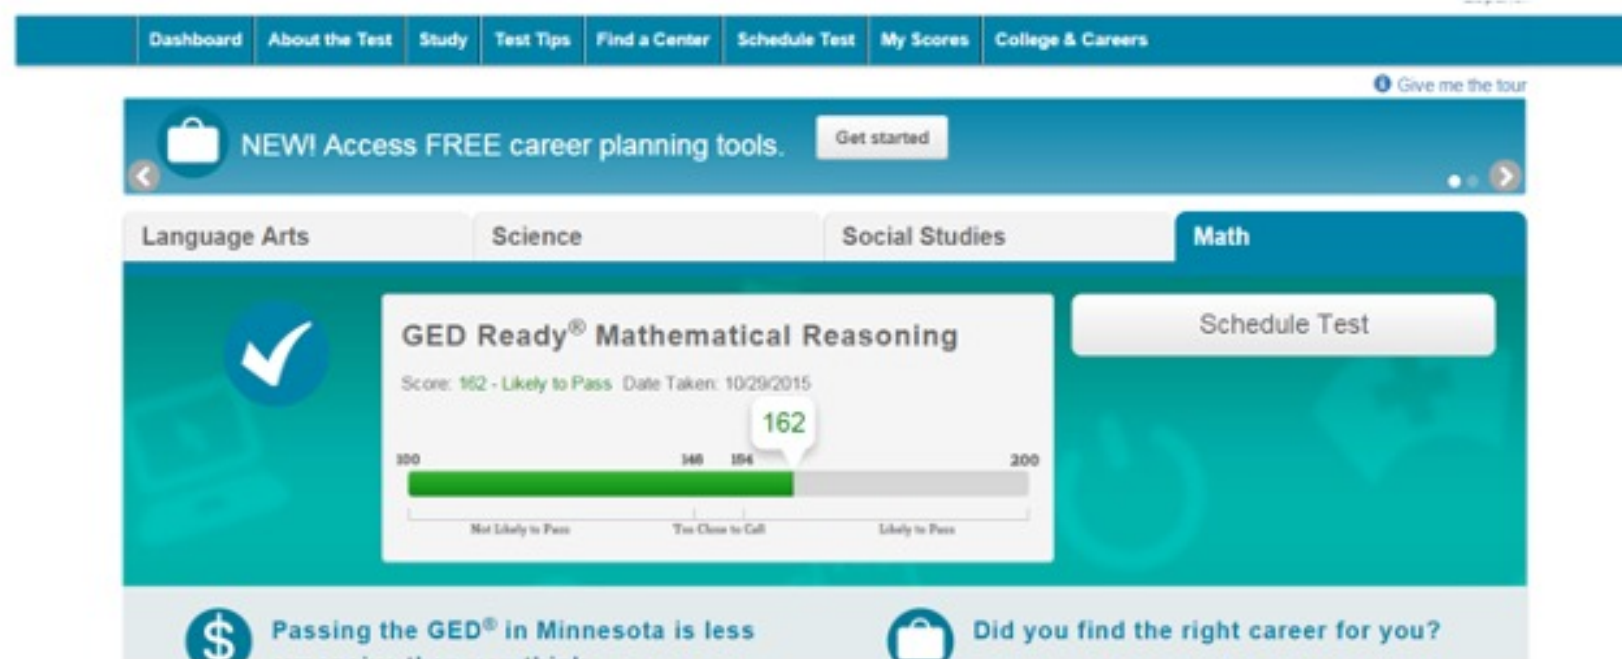 Dashboard About the Test Study Test Tips Find a Center Schedule Test My Scores College & Careers
Give me the tour
NEW! Access FREE career planning tools. Get started
Language Arts Science Social Studies Math
GED Ready® Mathematical Reasoning
Schedule Test
Score: 162 - Likely to Pass Date Taken: 10/29/2015
162
100 146 154 200
Not Likely to Pass Too Close to Call Likely to Pass
Passing the GED® in Minnesota is less
Did you find the right career for you?